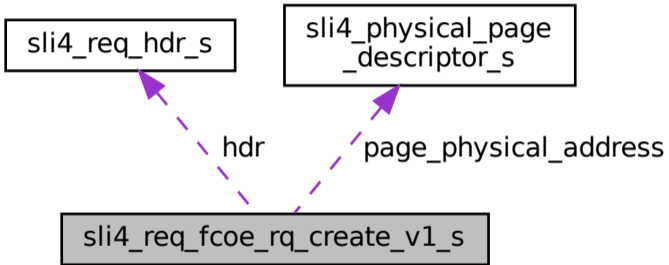 sli4_req_hdr_s
sli4_physical_page
_descriptor_s
hdr
page_physical_address
sli4_req_fcoe_rq_create_v1_s